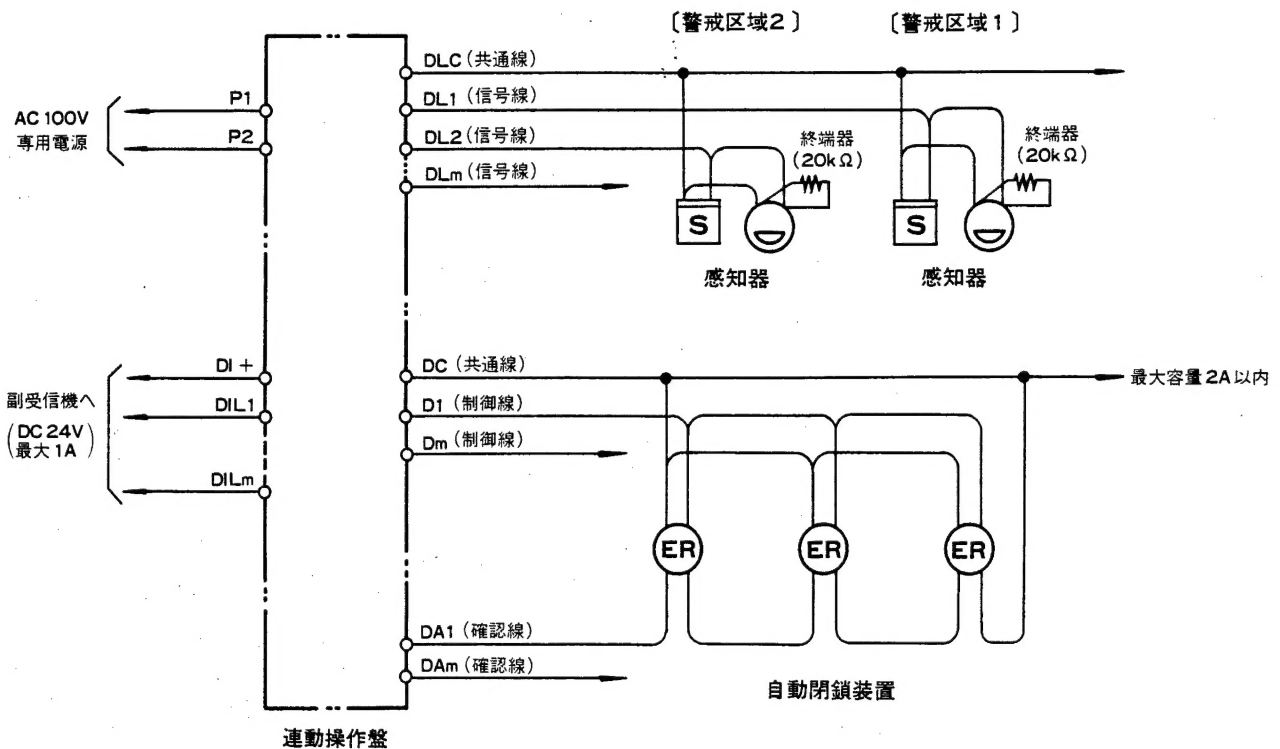 〔警戒区域2〕
〔警戒区域1〕
DLC (共通線)
P1
DL1 (信号線)
AC 100V
専用電源
P2
DL2 (信号線)
終端器
(20kΩ)
終端器
(20kΩ)
DLm (信号線)
S
S
感知器
感知器
DI +
DC (共通線)
最大容量2A以内
副受信機へ
(DC 24V
最大1A)
DIL1
D1 (制御線)
Dm (制御線)
DILm
ER
ER
ER
DA1 (確認線)
DAm (確認線)
自動閉鎖装置
連動操作盤